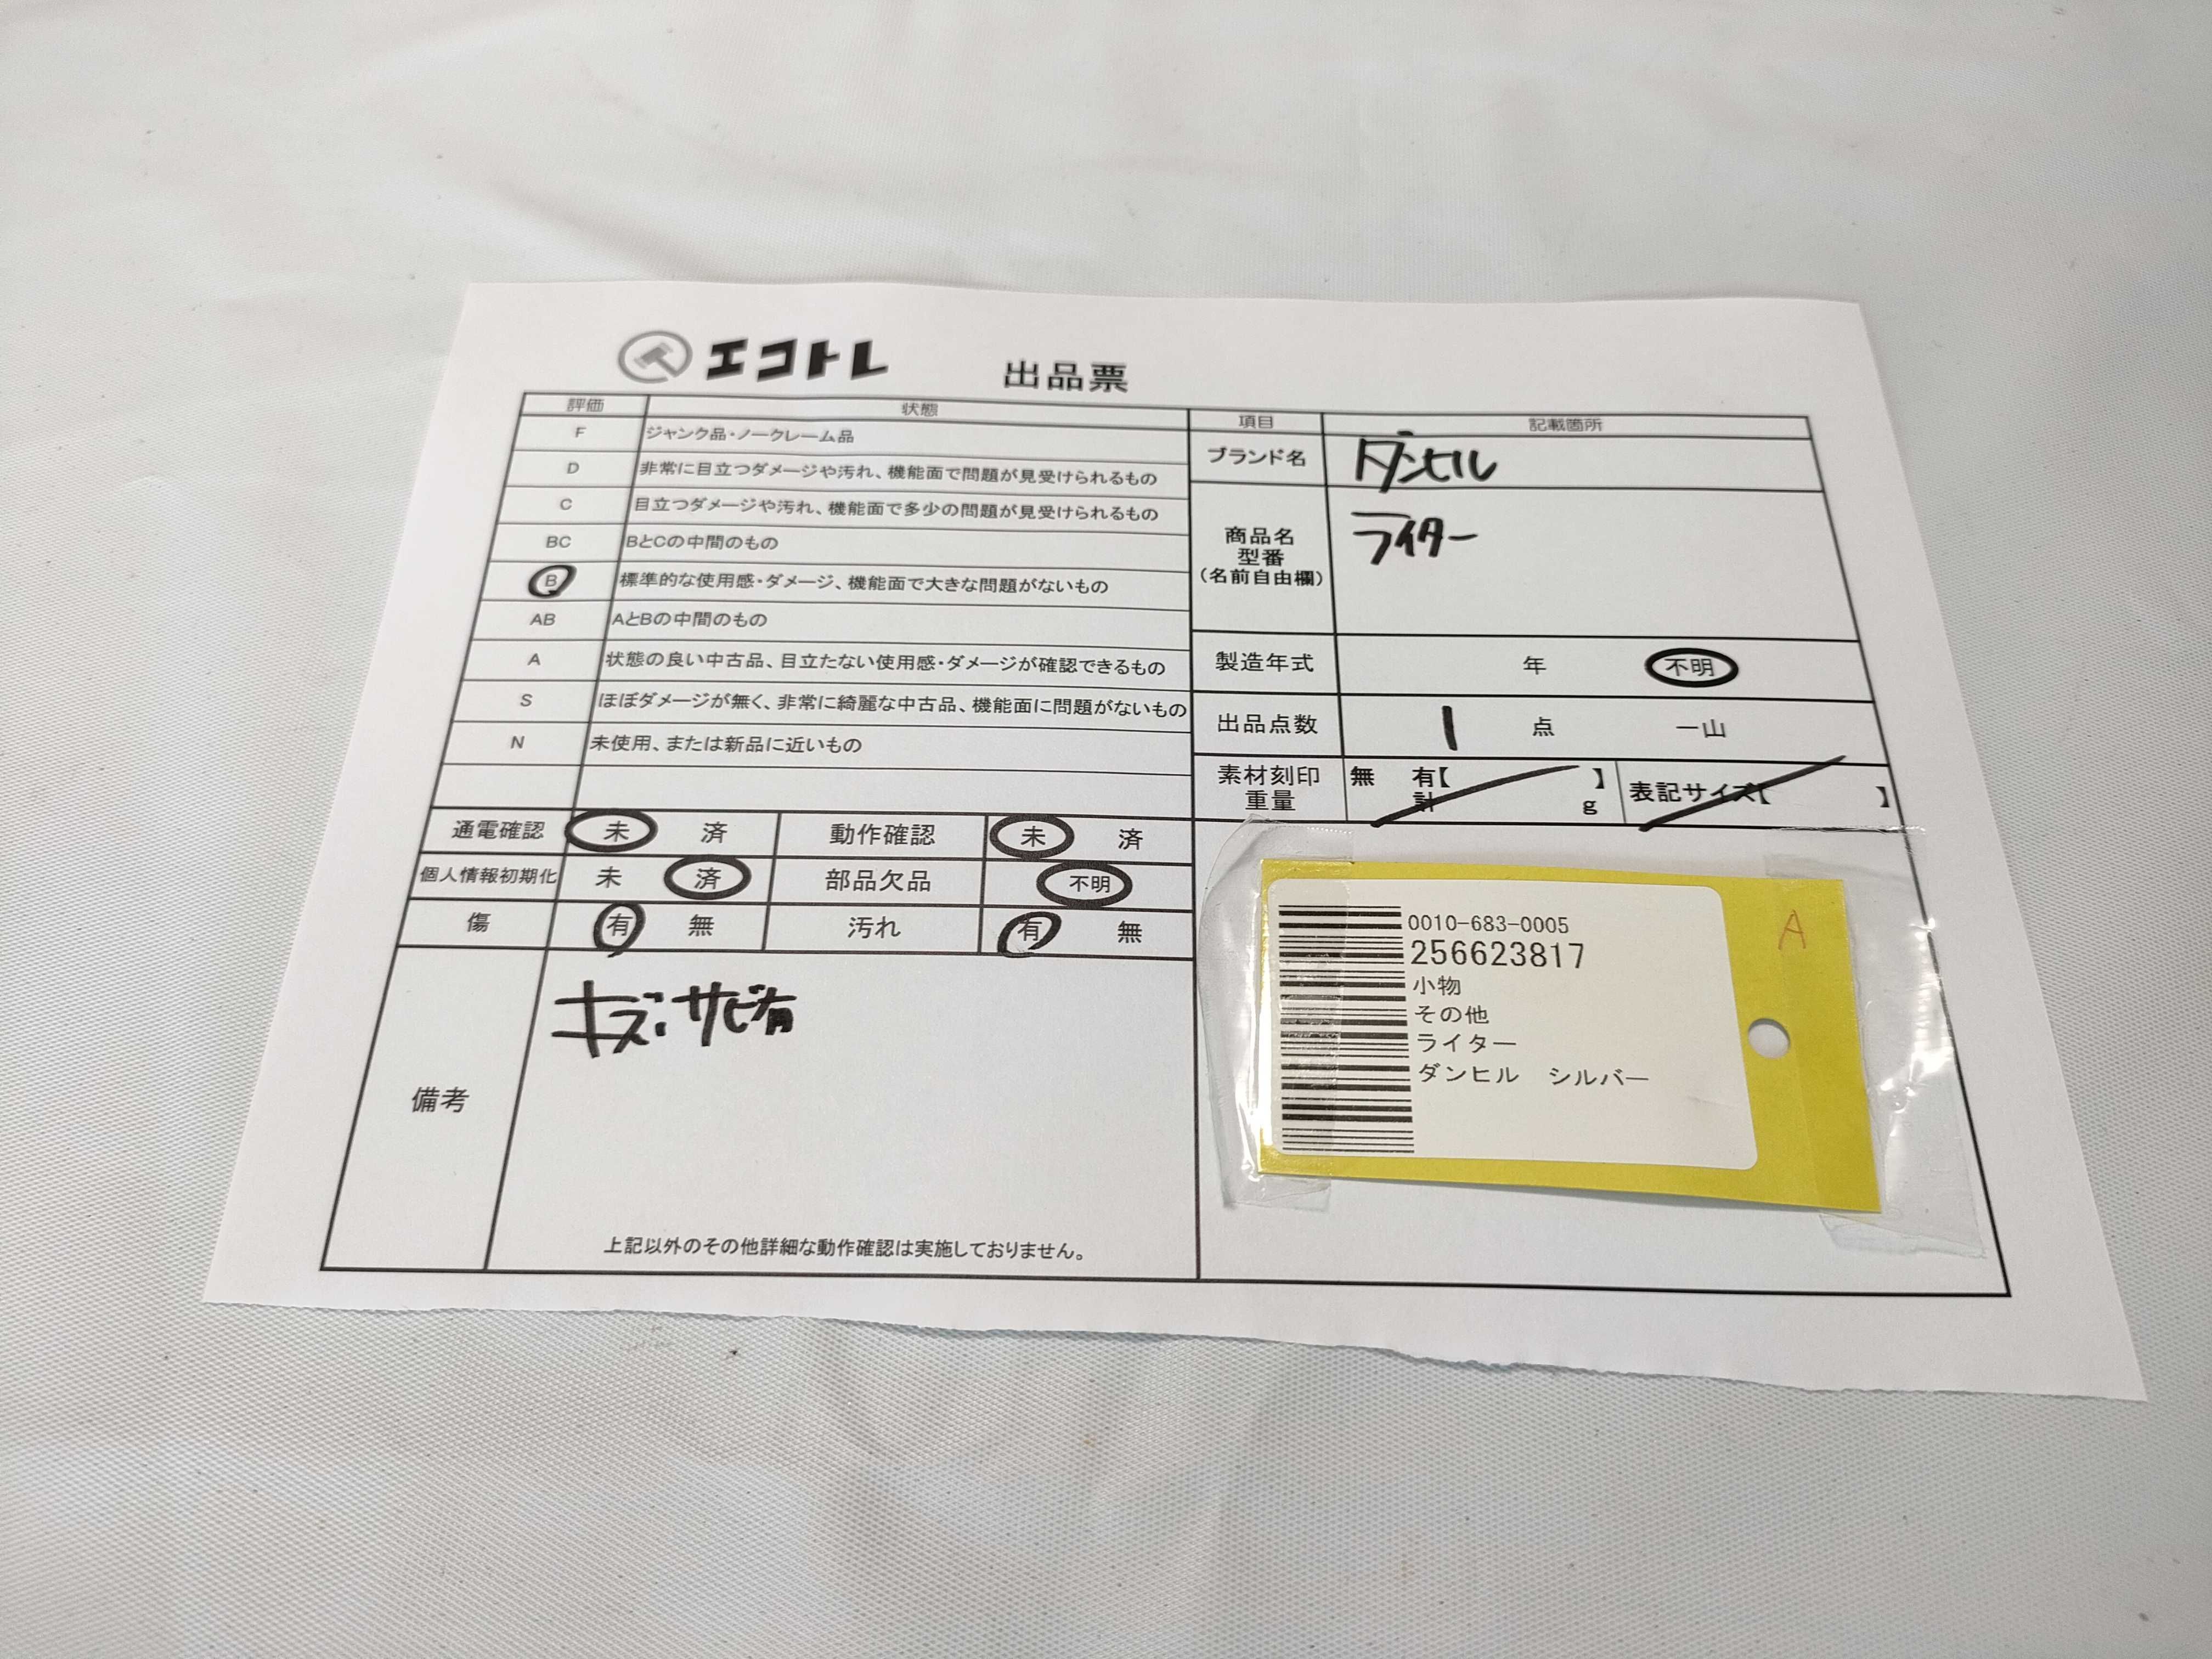 エコトレ 出品票
評価 状態
F ジャンク品・ノークレーム品
D 非常に目立つダメージや汚れ、機能面で問題が見受けられるもの
C 目立つダメージや汚れ、機能面で多少の問題が見受けられるもの
BC BとCの中間のもの
B 標準的な使用感・ダメージ、機能面で大きな問題がないもの
AB AとBの中間のもの
A 状態の良い中古品、目立たない使用感・ダメージが確認できるもの
S ほぼダメージが無く、非常に綺麗な中古品、機能面に問題がないもの
N 未使用、または新品に近いもの
通電確認 未 済 動作確認 未 済
個人情報初期化 未 済 部品欠品 不明
傷 有 無 汚れ 有 無
備考
キズ・サビ有
上記以外のその他詳細な動作確認は実施しておりません。
項目 記載箇所
ブランド名 ダンヒル
商品名
型番
(名前自由欄)
ライター
製造年式 年 不明
出品点数 1 点 一山
素材刻印 無 有【 】 表記サイズ【 】
重量 計 g
0010-683-0005
256623817
小物
その他
ライター
ダンヒル シルバー
A